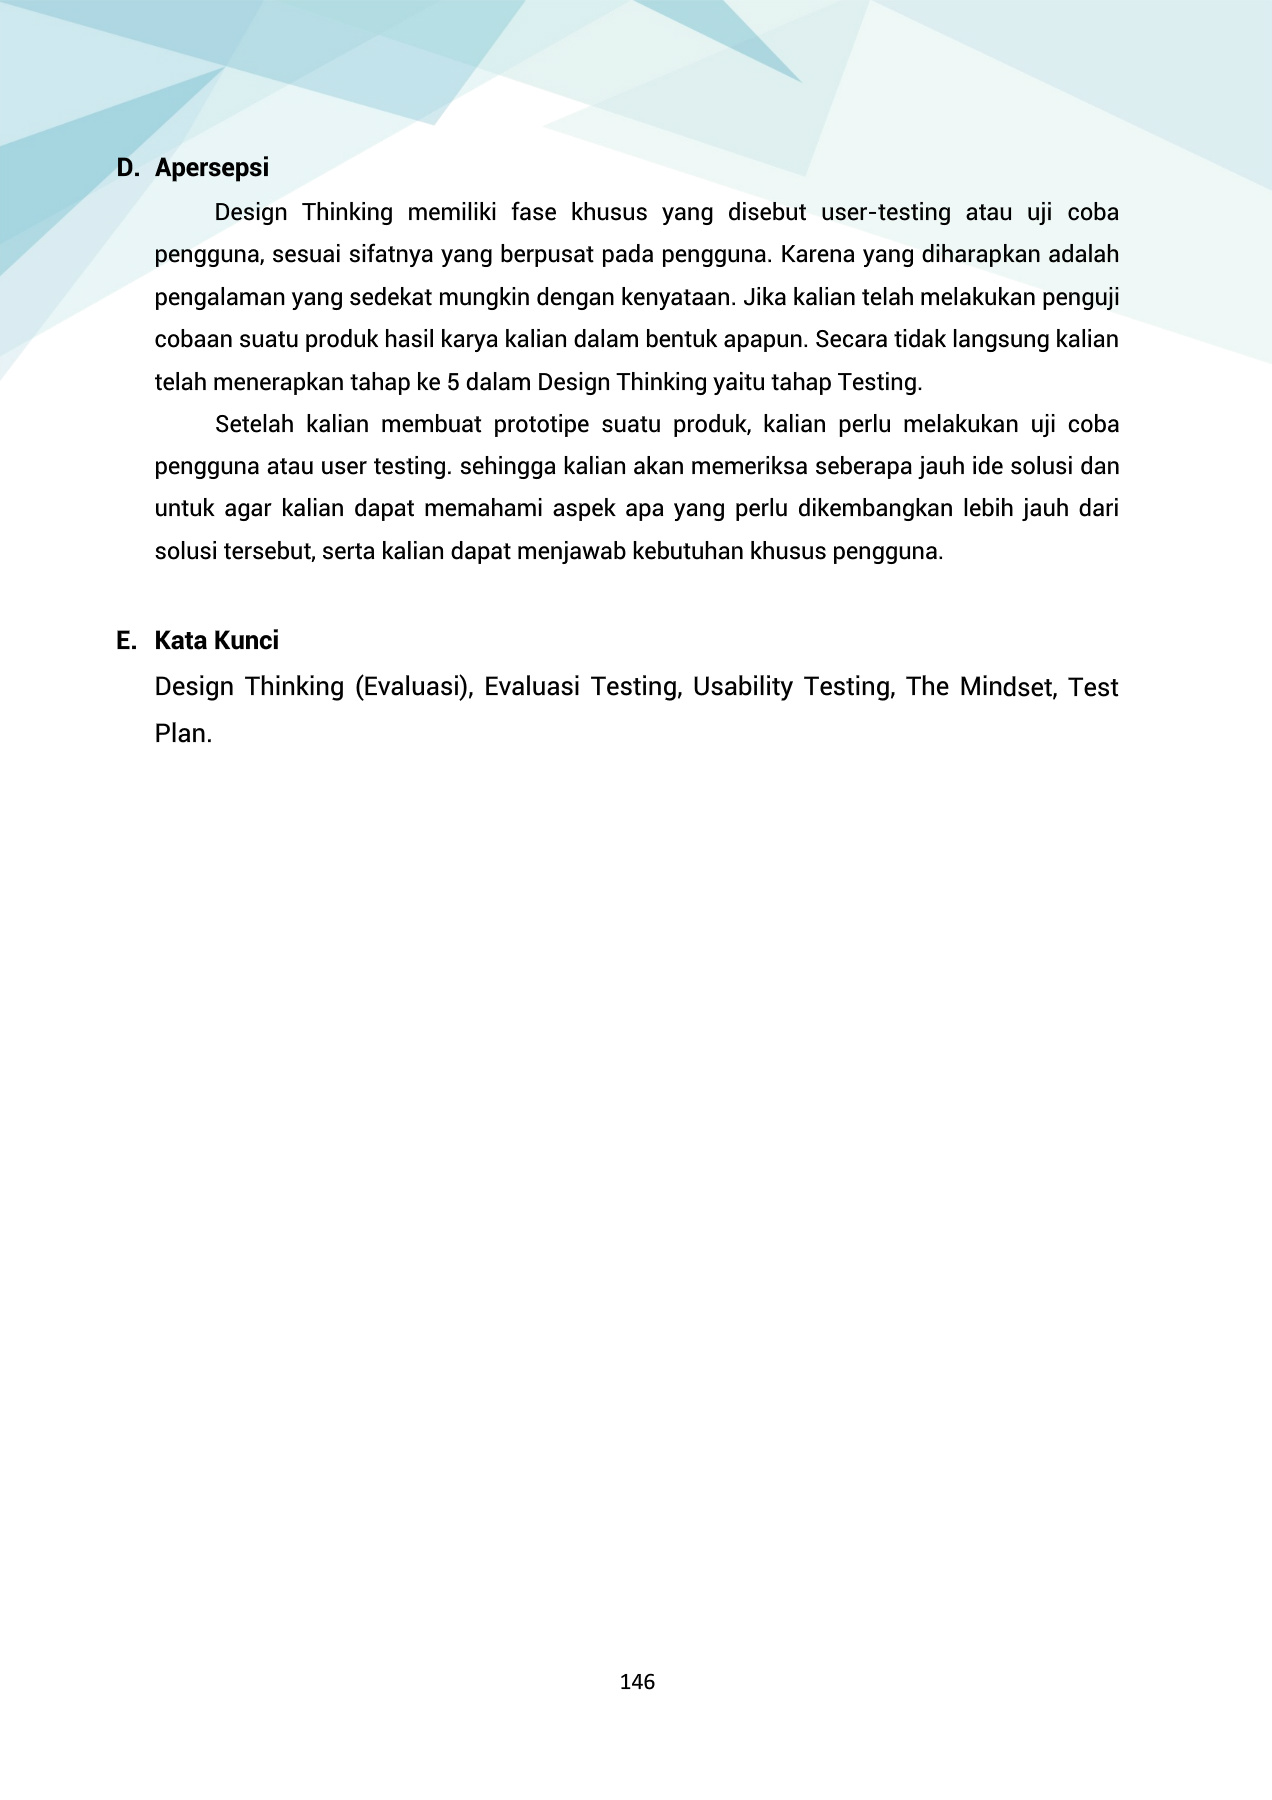 D. Apersepsi
Design Thinking memiliki fase khusus yang disebut user-testing atau uji coba
pengguna, sesuai sifatnya yang berpusat pada pengguna. Karena yang diharapkan adalah
pengalaman yang sedekat mungkin dengan kenyataan. Jika kalian telah melakukan penguji
cobaan suatu produk hasil karya kalian dalam bentuk apapun. Secara tidak langsung kalian
telah menerapkan tahap ke 5 dalam Design Thinking yaitu tahap Testing.
Setelah kalian membuat prototipe suatu produk, kalian perlu melakukan uji coba
pengguna atau user testing. sehingga kalian akan memeriksa seberapa jauh ide solusi dan
untuk agar kalian dapat memahami aspek apa yang perlu dikembangkan lebih jauh dari
solusi tersebut, serta kalian dapat menjawab kebutuhan khusus pengguna.
E. Kata Kunci
Design Thinking (Evaluasi), Evaluasi Testing, Usability Testing, The Mindset, Test
Plan.
146